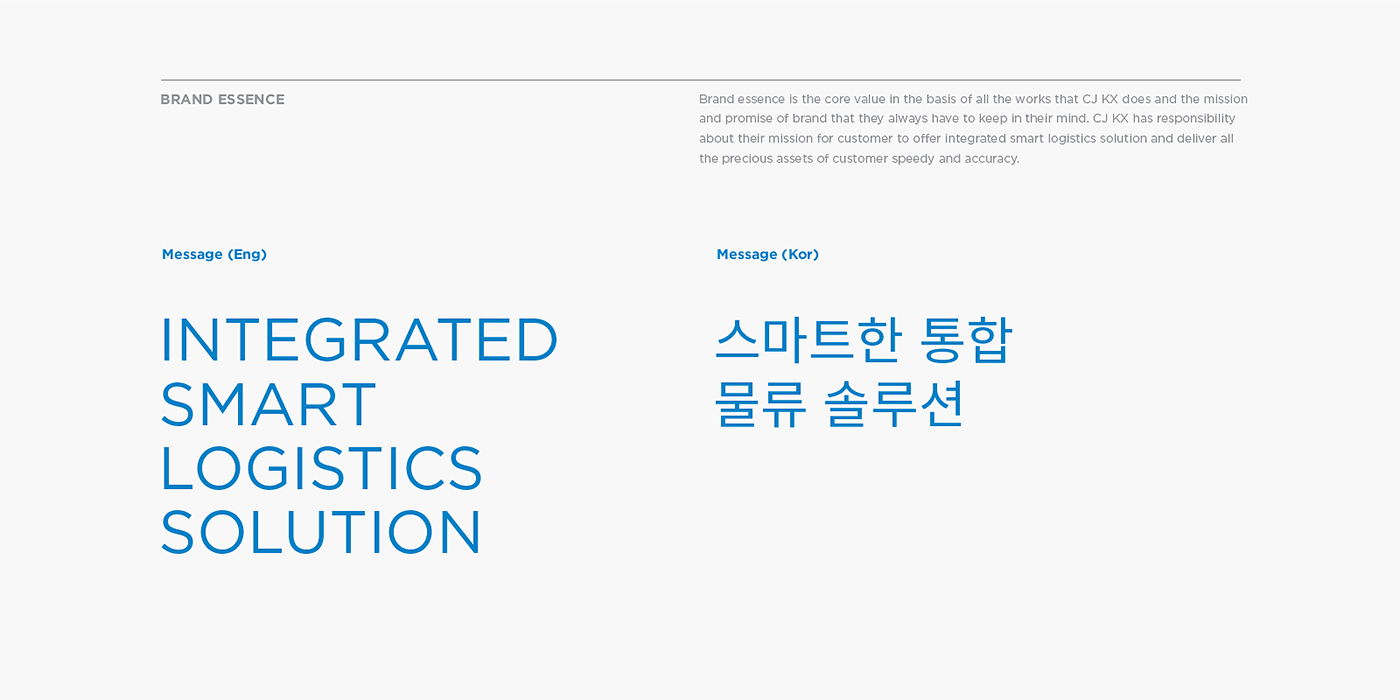 BRAND ESSENCE
Brand essence is the core value in the basis of all the works that CJ KX does and the mission
and promise of brand that they always have to keep in their mind. CJ KX has responsibility
about their mission for customer to offer integrated smart logistics solution and deliver all
the precious assets of customer speedy and accuracy.
Message (Eng)
INTEGRATED
SMART
LOGISTICS
SOLUTION
Message (Kor)
스마트한 통합
물류 솔루션